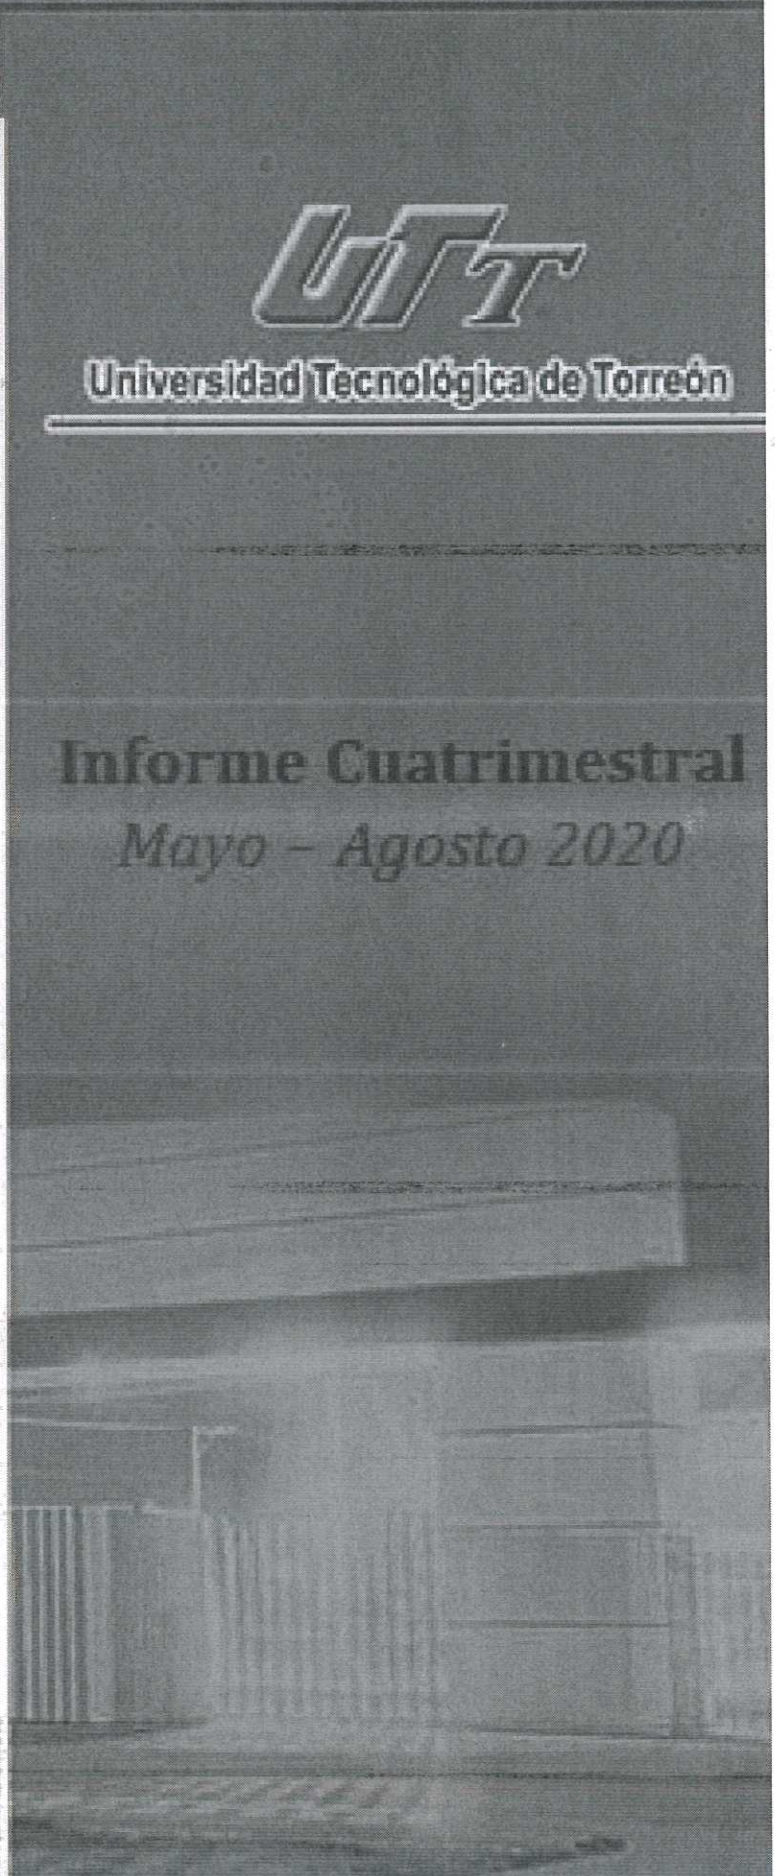 UTT
Universidad Tecnológica de Torreón
Informe Cuatrimestral
Mayo – Agosto 2020